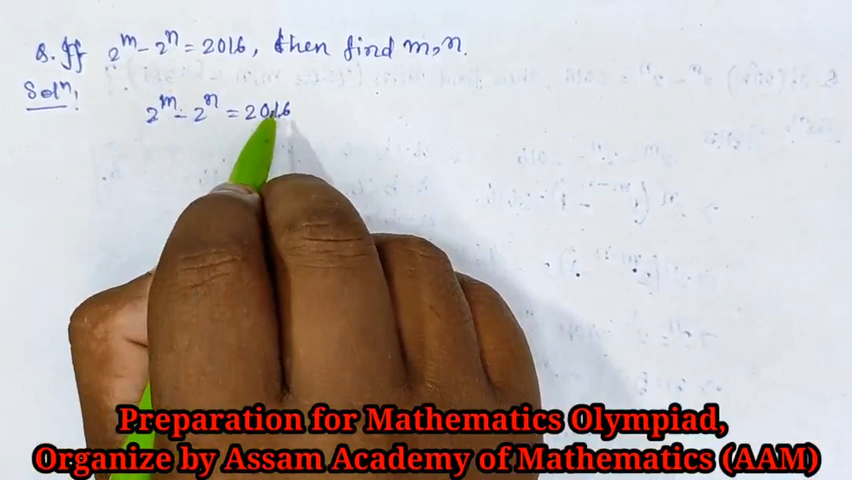 Q. If 2^m - 2^n = 2016, then find m, n.
Solⁿ:
2^m - 2^n = 2016
Preparation for Mathematics Olympiad,
Organize by Assam Academy of Mathematics (AAM)